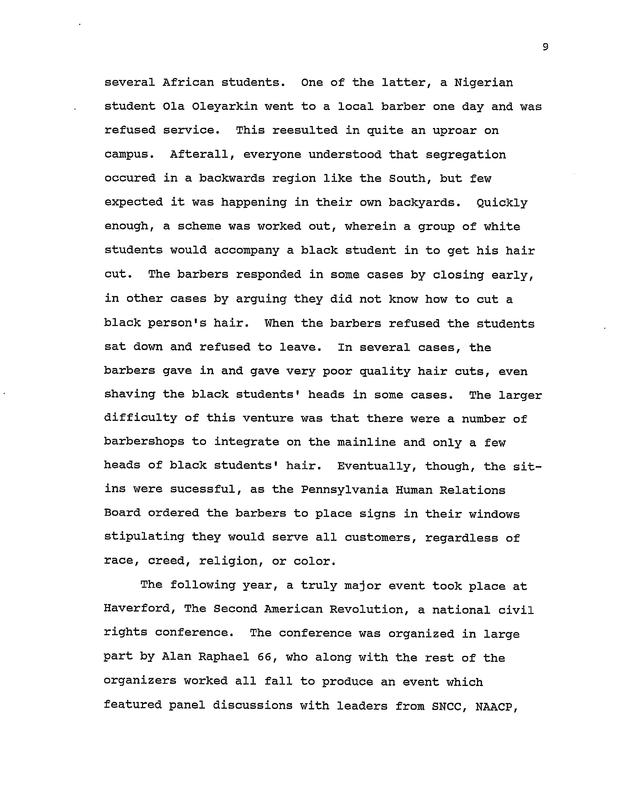 9
several African students.  One of the latter, a Nigerian
student Ola Oleyarkin went to a local barber one day and was
refused service.  This reesulted in quite an uproar on
campus.  Afterall, everyone understood that segregation
occured in a backwards region like the South, but few
expected it was happening in their own backyards.  Quickly
enough, a scheme was worked out, wherein a group of white
students would accompany a black student in to get his hair
cut.  The barbers responded in some cases by closing early,
in other cases by arguing they did not know how to cut a
black person's hair.  When the barbers refused the students
sat down and refused to leave.  In several cases, the
barbers gave in and gave very poor quality hair cuts, even
shaving the black students' heads in some cases.  The larger
difficulty of this venture was that there were a number of
barbershops to integrate on the mainline and only a few
heads of black students' hair.  Eventually, though, the sit-
ins were sucessful, as the Pennsylvania Human Relations
Board ordered the barbers to place signs in their windows
stipulating they would serve all customers, regardless of
race, creed, religion, or color.
The following year, a truly major event took place at
Haverford, The Second American Revolution, a national civil
rights conference.  The conference was organized in large
part by Alan Raphael 66, who along with the rest of the
organizers worked all fall to produce an event which
featured panel discussions with leaders from SNCC, NAACP,